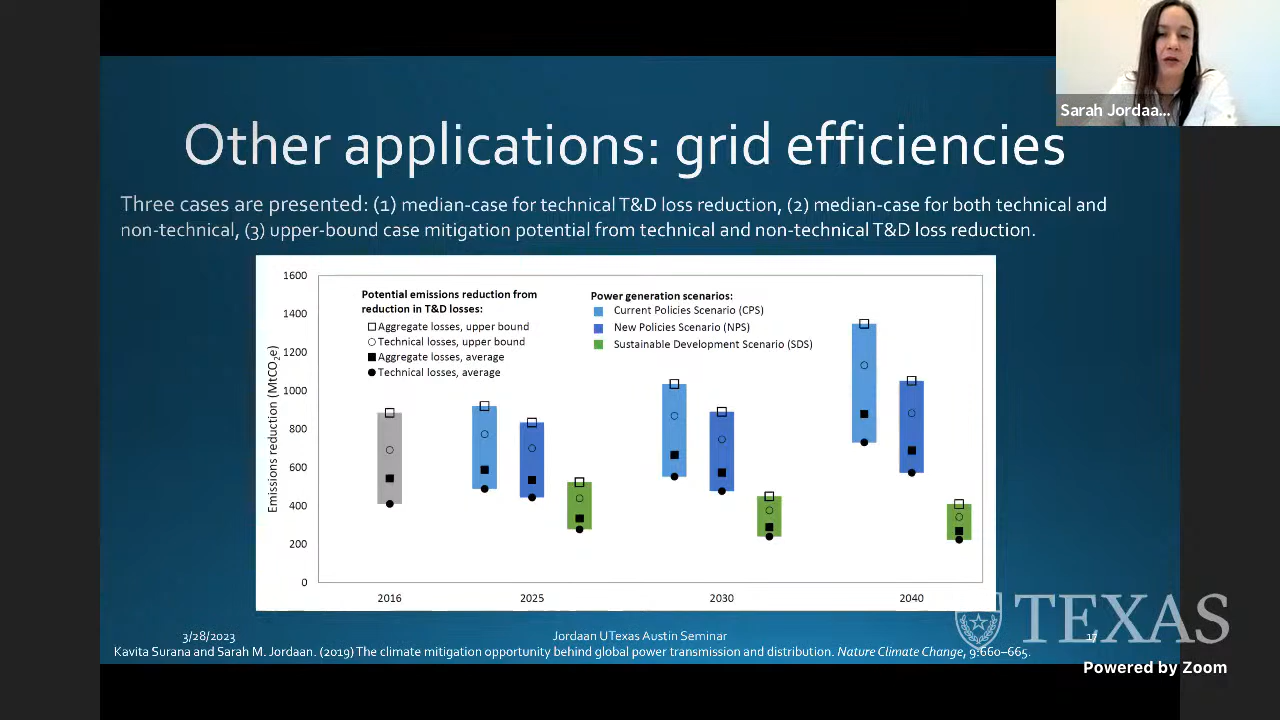 Sarah Jordaa...
Other applications: grid efficiencies
Three cases are presented: (1) median-case for technical T&D loss reduction, (2) median-case for both technical and
non-technical, (3) upper-bound case mitigation potential from technical and non-technical T&D loss reduction.
Emissions reduction (MtCO₂e)
1600
1400
1200
1000
800
600
400
200
0
Potential emissions reduction from
reduction in T&D losses:
Aggregate losses, upper bound
Technical losses, upper bound
Aggregate losses, average
Technical losses, average
Power generation scenarios:
Current Policies Scenario (CPS)
New Policies Scenario (NPS)
Sustainable Development Scenario (SDS)
2016 2025 2030 2040
TEXAS
3/28/2023 Jordaan UTexas Austin Seminar 17
Kavita Surana and Sarah M. Jordaan. (2019) The climate mitigation opportunity behind global power transmission and distribution. Nature Climate Change, 9:660–665.
Powered by Zoom